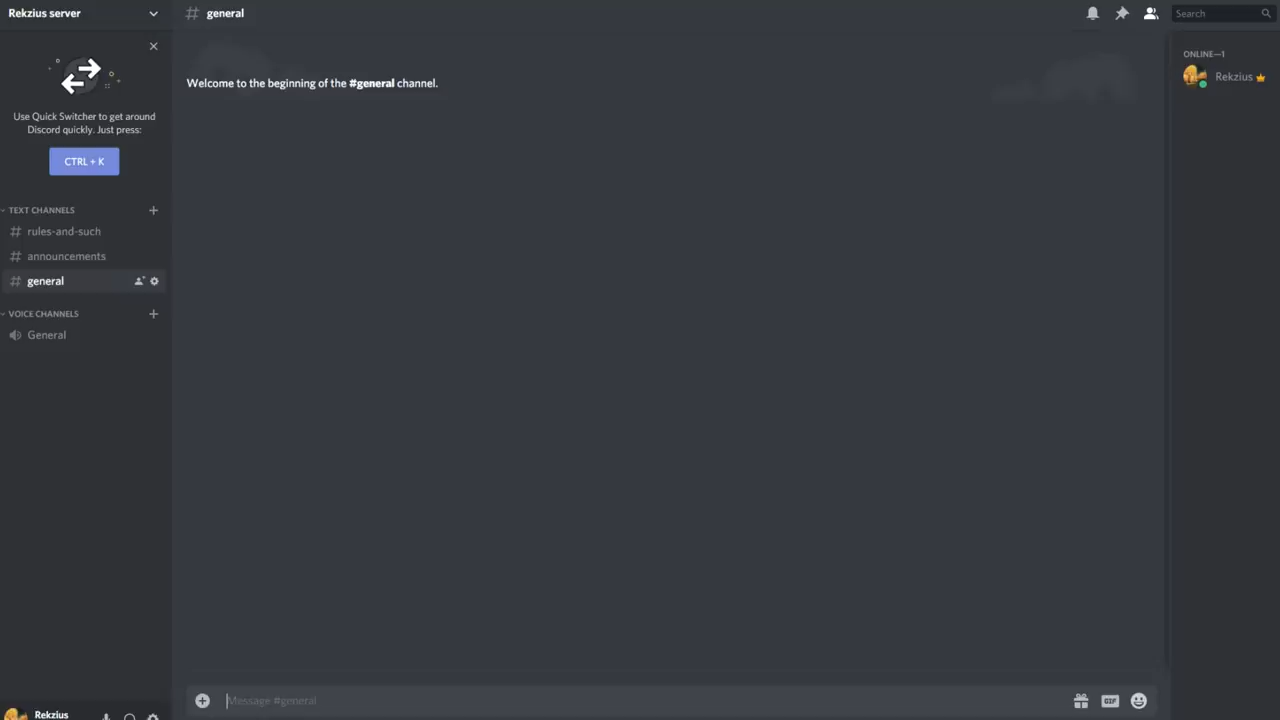 Rekzius server
Use Quick Switcher to get around
Discord quickly. Just press:
CTRL + K
TEXT CHANNELS
rules-and-such
announcements
general
VOICE CHANNELS
General
Rekzius
# general
Welcome to the beginning of the #general channel.
Message #general
GIF
Search
ONLINE—1
Rekzius